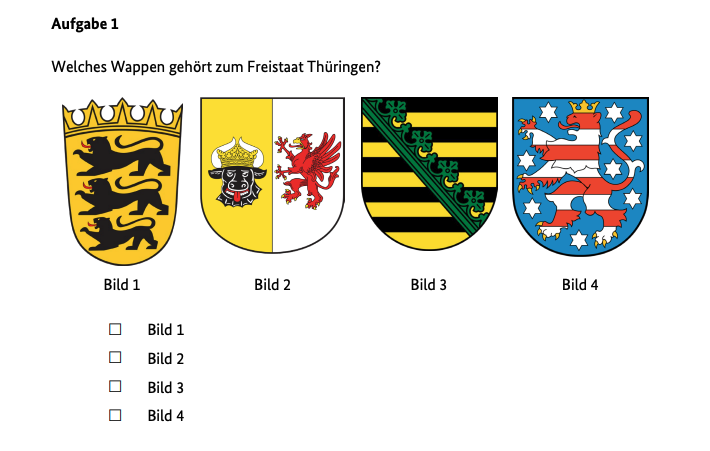 Aufgabe 1
Welches Wappen gehört zum Freistaat Thüringen?
Bild 1 Bild 2 Bild 3 Bild 4
Bild 1
Bild 2
Bild 3
Bild 4